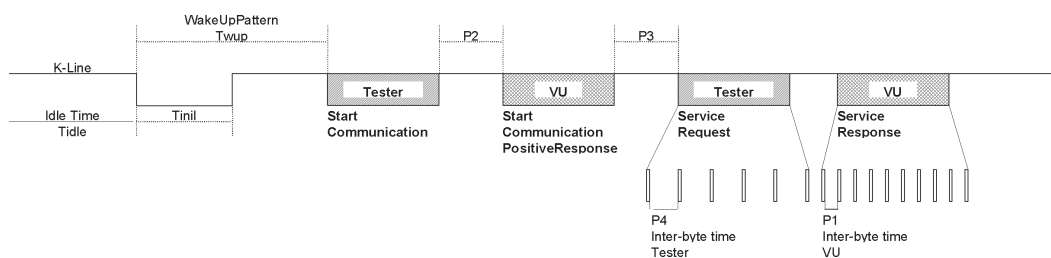 WakeUpPattern
Twup
P2
P3
K-Line
Tester
VU
Tester
VU
Idle Time
Tidle
Tinil
Start
Communication
Start
Communication
PositiveResponse
Service
Request
Service
Response
P4
Inter-byte time
Tester
P1
Inter-byte time
VU